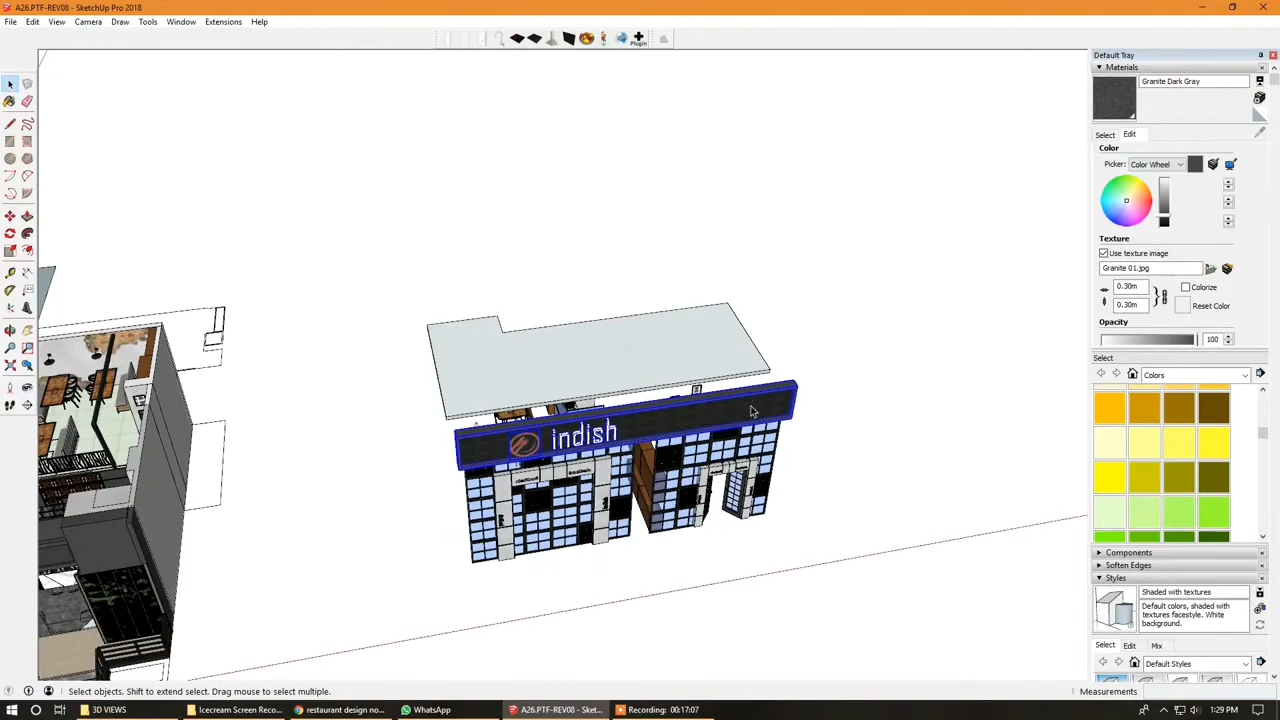 A26.PTF-REV08 - SketchUp Pro 2018
File Edit View Camera Draw Tools Window Extensions Help
Plugin
Default Tray
Materials
Granite Dark Gray
Select Edit
Color
Picker: Color Wheel
Texture
Use texture image
Granite 01.jpg
0.30m Colorize
0.30m Reset Color
Opacity
100
Select
Colors
indish
Components
Soften Edges
Styles
Shaded with textures
Default colors, shaded with textures facestyle. White background.
Select Edit Mix
Default Styles
Select objects. Shift to extend select. Drag mouse to select multiple.
Measurements
3D VIEWS
Icecream Screen Reco...
restaurant design no...
WhatsApp
A26.PTF-REV08 - Sket...
Recording: 00:17:07
1:29 PM